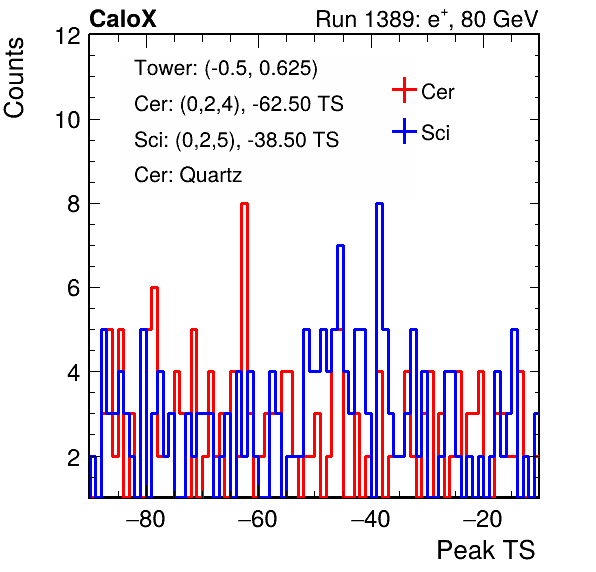 CaloX Run 1389: e⁺, 80 GeV
Counts
12
10
8
6
4
2
Tower: (-0.5, 0.625)
Cer: (0,2,4), -62.50 TS
Sci: (0,2,5), -38.50 TS
Cer: Quartz
Cer
Sci
−80 −60 −40 −20
Peak TS